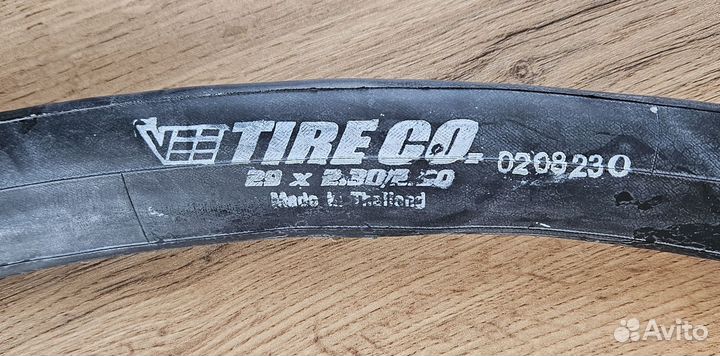 VEE TIRE CO. 0208230
29 x 2.30/2.50
Made in Thailand
Avito